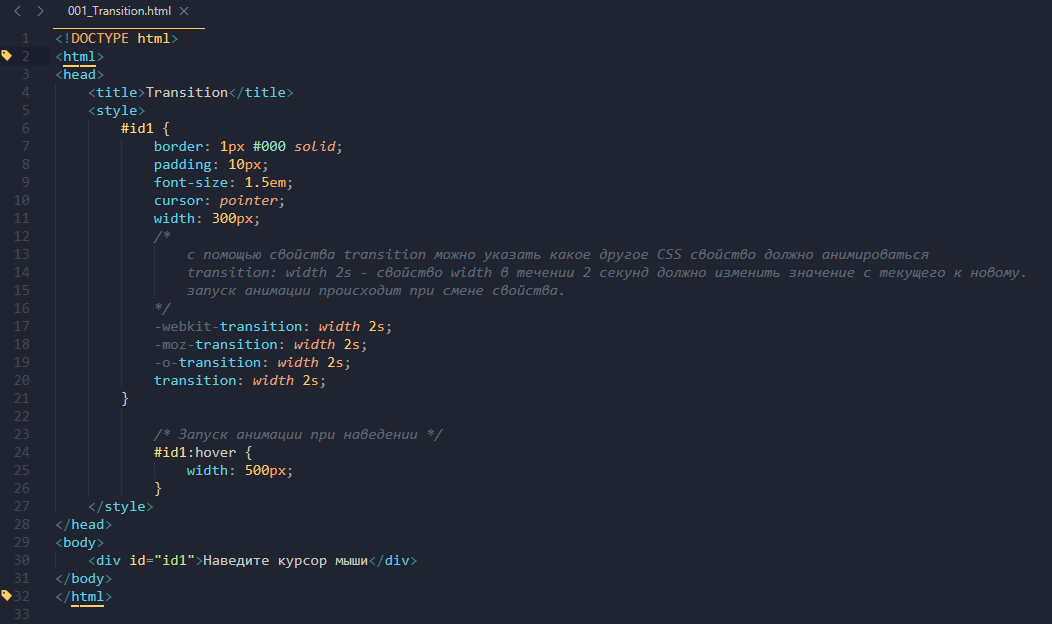 001_Transition.html
1 <!DOCTYPE html>
2 <html>
3 <head>
4     <title>Transition</title>
5     <style>
6         #id1 {
7             border: 1px #000 solid;
8             padding: 10px;
9             font-size: 1.5em;
10             cursor: pointer;
11             width: 300px;
12             /*
13                 с помощью свойства transition можно указать какое другое CSS свойство должно анимироваться
14                 transition: width 2s - свойство width в течении 2 секунд должно изменить значение с текущего к новому.
15                 запуск анимации происходит при смене свойства.
16             */
17             -webkit-transition: width 2s;
18             -moz-transition: width 2s;
19             -o-transition: width 2s;
20             transition: width 2s;
21         }
22
23             /* Запуск анимации при наведении */
24             #id1:hover {
25                 width: 500px;
26             }
27     </style>
28 </head>
29 <body>
30     <div id="id1">Наведите курсор мыши</div>
31 </body>
32 </html>
33